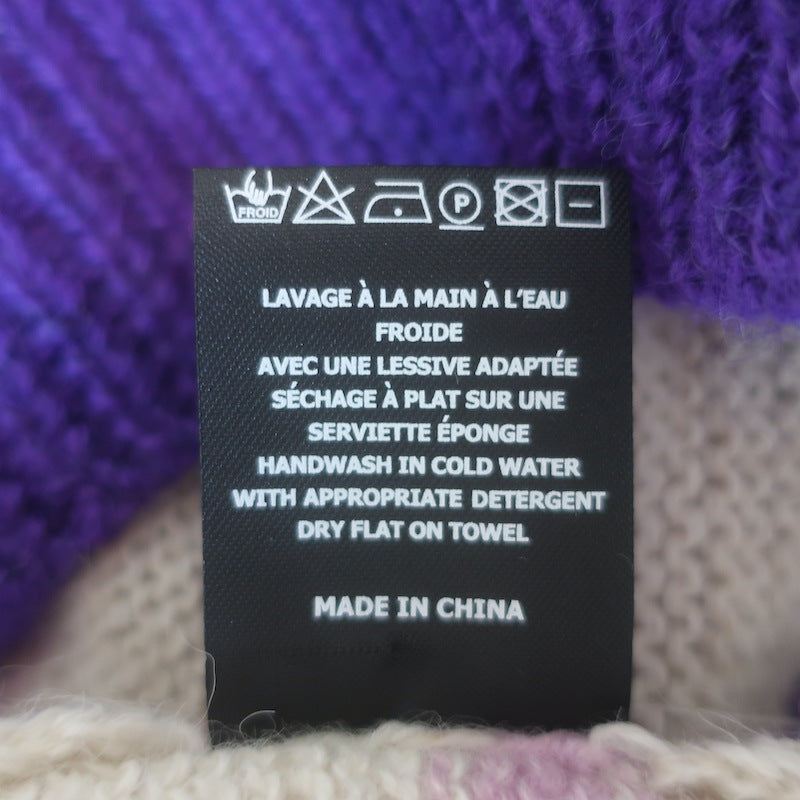 FROID P
LAVAGE À LA MAIN À L'EAU
FROIDE
AVEC UNE LESSIVE ADAPTÉE
SÉCHAGE À PLAT SUR UNE
SERVIETTE ÉPONGE
HANDWASH IN COLD WATER
WITH APPROPRIATE DETERGENT
DRY FLAT ON TOWEL
MADE IN CHINA